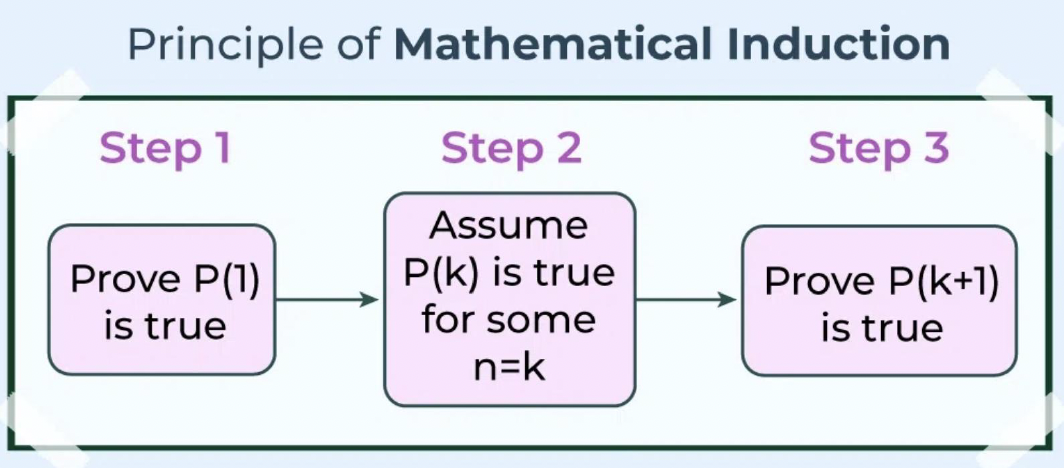 Principle of Mathematical Induction
Step 1
Step 2
Step 3
Prove P(1)
is true
Assume
P(k) is true
for some
n=k
Prove P(k+1)
is true